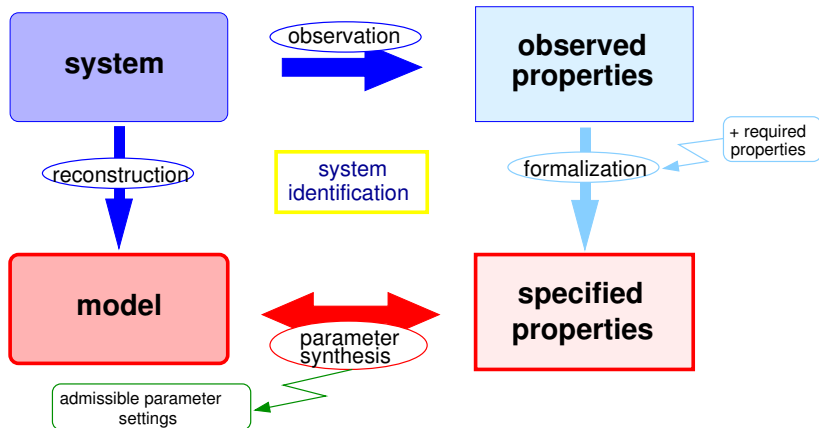 system
observation
observed
properties
+ required
properties
reconstruction
system
identification
formalization
model
parameter
synthesis
specified
properties
admissible parameter
settings